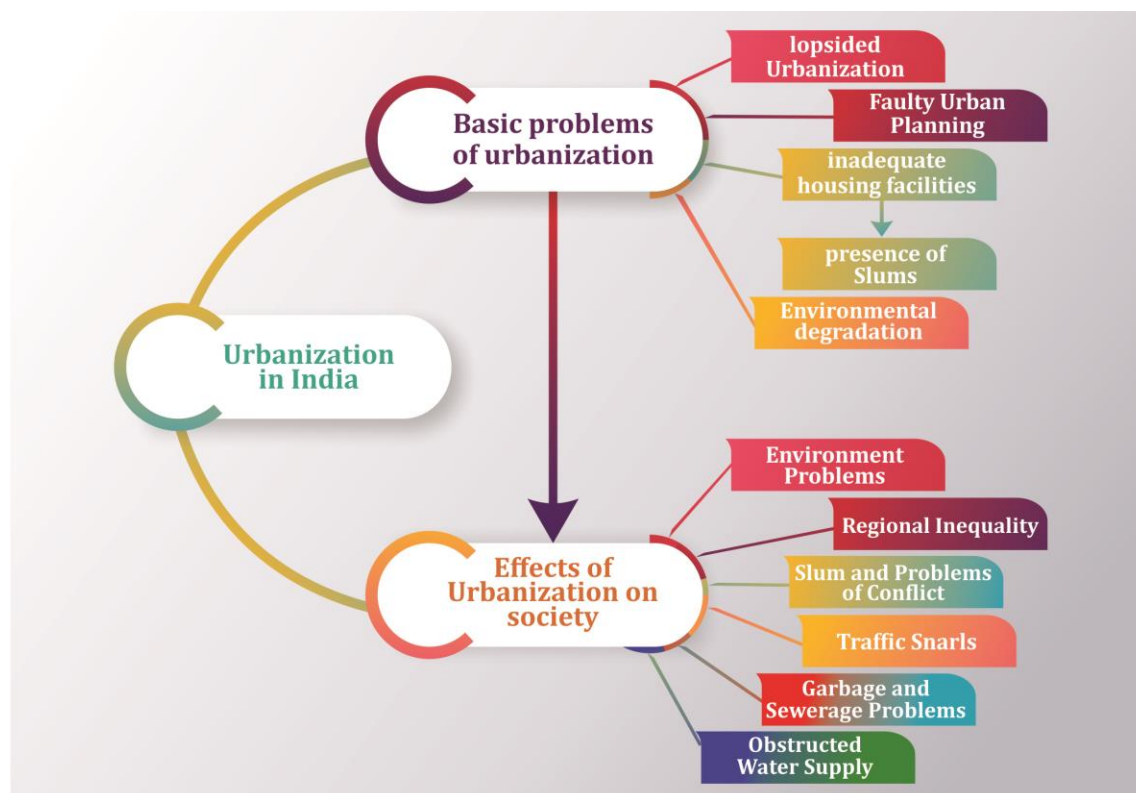 Urbanization
in India
Basic problems
of urbanization
lopsided
Urbanization
Faulty Urban
Planning
inadequate
housing facilities
presence of
Slums
Environmental
degradation
Effects of
Urbanization on
society
Environment
Problems
Regional Inequality
Slum and Problems
of Conflict
Traffic Snarls
Garbage and
Sewerage Problems
Obstructed
Water Supply